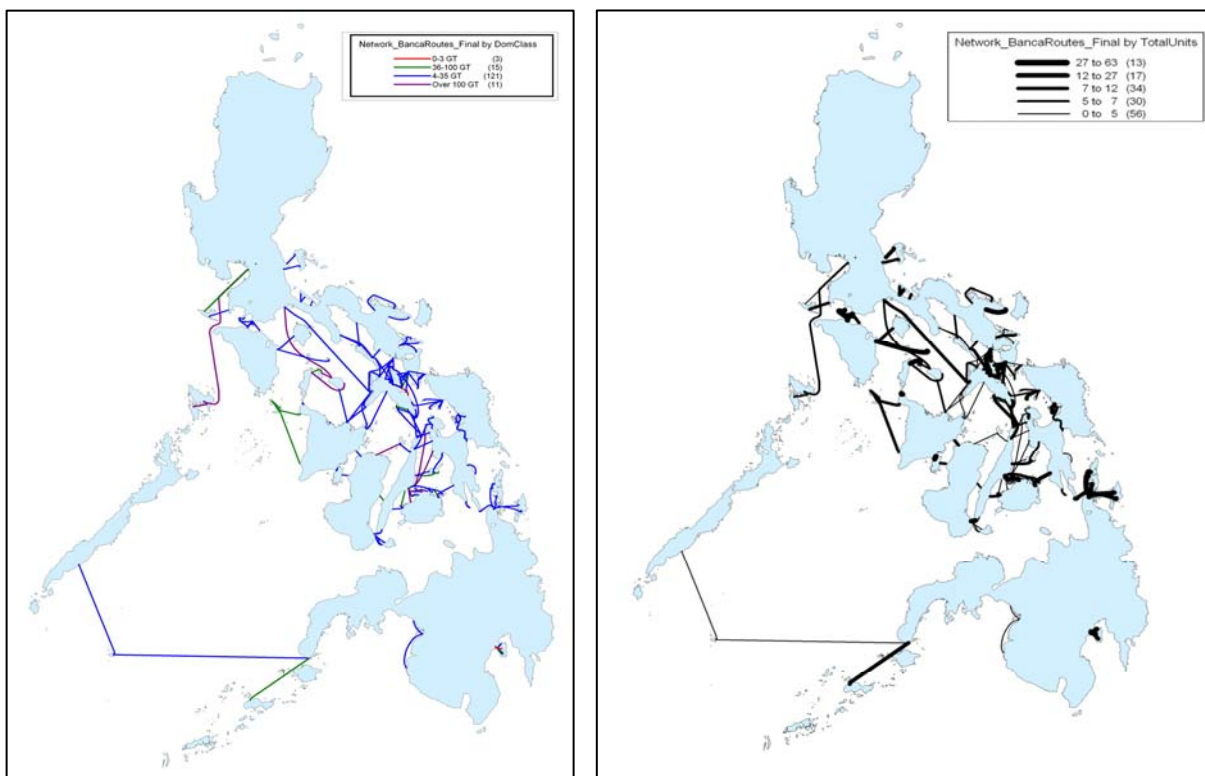 Network_BancaRoutes_Final by DomClass
0-3 GT (3)
36-100 GT (15)
4-35 GT (121)
Over 100 GT (11)
Network_BancaRoutes_Final by TotalUnits
27 to 63 (13)
12 to 27 (17)
7 to 12 (34)
5 to 7 (30)
0 to 5 (56)